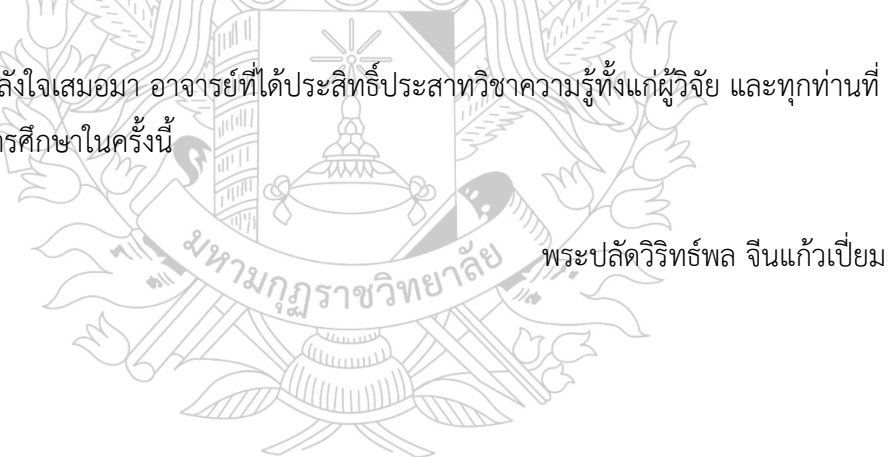 ลังใจเสมอมา อาจารย์ที่ได้ประสิทธิ์ประสาทวิชาความรู้ทั้งแก่ผู้วิจัย และทุกท่านที่
ารศึกษาในครั้งนี้
พระปลัดวิริทธ์พล จีนแก้วเปี่ยม
มหามกุฏราชวิทยาลัย